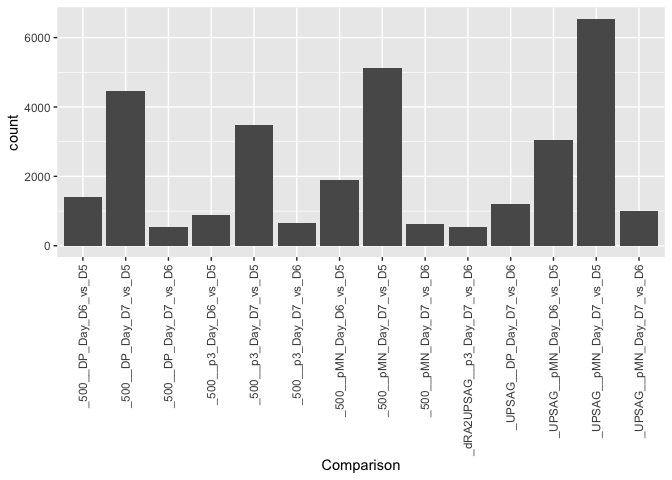 6000
4000
2000
0
count
_500__DP_Day_D6_vs_D5
_500__DP_Day_D7_vs_D5
_500__DP_Day_D7_vs_D6
_500__p3_Day_D6_vs_D5
_500__p3_Day_D7_vs_D5
_500__p3_Day_D7_vs_D6
_500__pMN_Day_D6_vs_D5
_500__pMN_Day_D7_vs_D5
_500__pMN_Day_D7_vs_D6
_dRA2UPSAG__p3_Day_D7_vs_D6
_UPSAG__DP_Day_D7_vs_D6
_UPSAG__pMN_Day_D6_vs_D5
_UPSAG__pMN_Day_D7_vs_D5
_UPSAG__pMN_Day_D7_vs_D6
Comparison